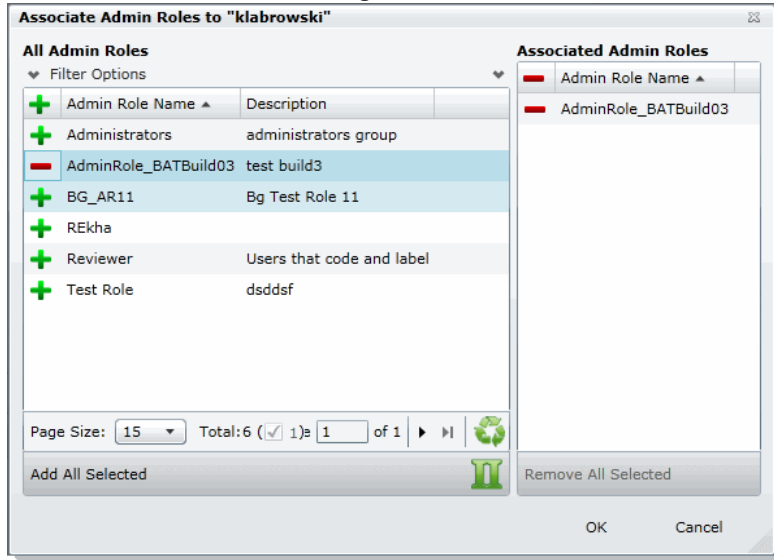 Associate Admin Roles to "klabrowski"
All Admin Roles
Filter Options
Admin Role Name Description
Administrators administrators group
AdminRole_BATBuild03 test build3
BG_AR11 Bg Test Role 11
REkha
Reviewer Users that code and label
Test Role dsddsf
Page Size: 15 Total:6 ( 1)e 1 of 1
Add All Selected
Associated Admin Roles
Admin Role Name
AdminRole_BATBuild03
Remove All Selected
OK Cancel